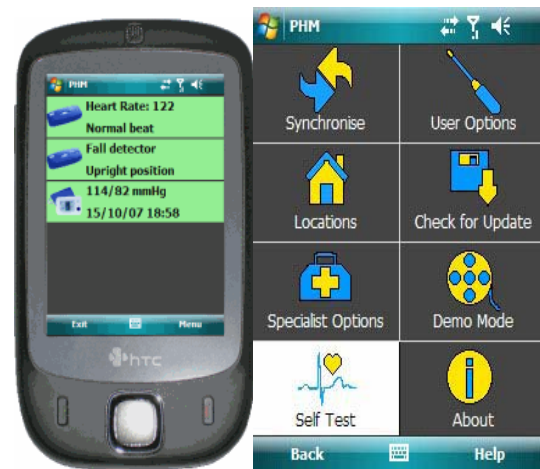 PHM
Heart Rate: 122
Normal beat
Fall detector
Upright position
114/82 mmHg
15/10/07 18:58
Exit
Menu
htc
PHM
Synchronise
User Options
Locations
Check for Update
Specialist Options
Demo Mode
Self Test
About
Back
Help